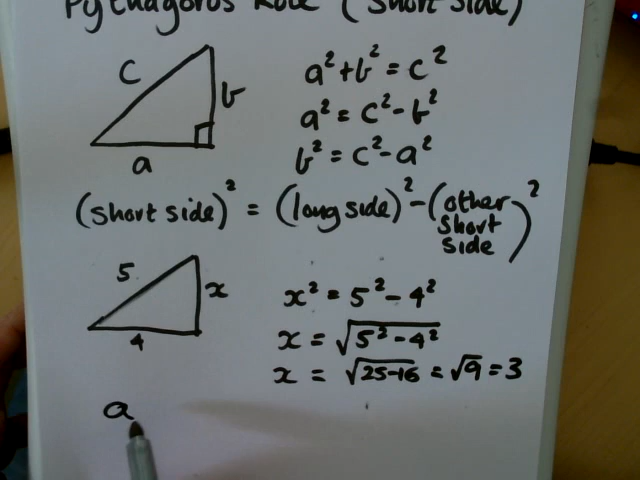 Pythagoras Rule (Short Side)
c
b
a
a² + b² = c²
a² = c² - b²
b² = c² - a²
(short side)² = (long side)² - (other short side)²
5
x
4
x² = 5² - 4²
x = √5² - 4²
x = √25-16 = √9 = 3
a